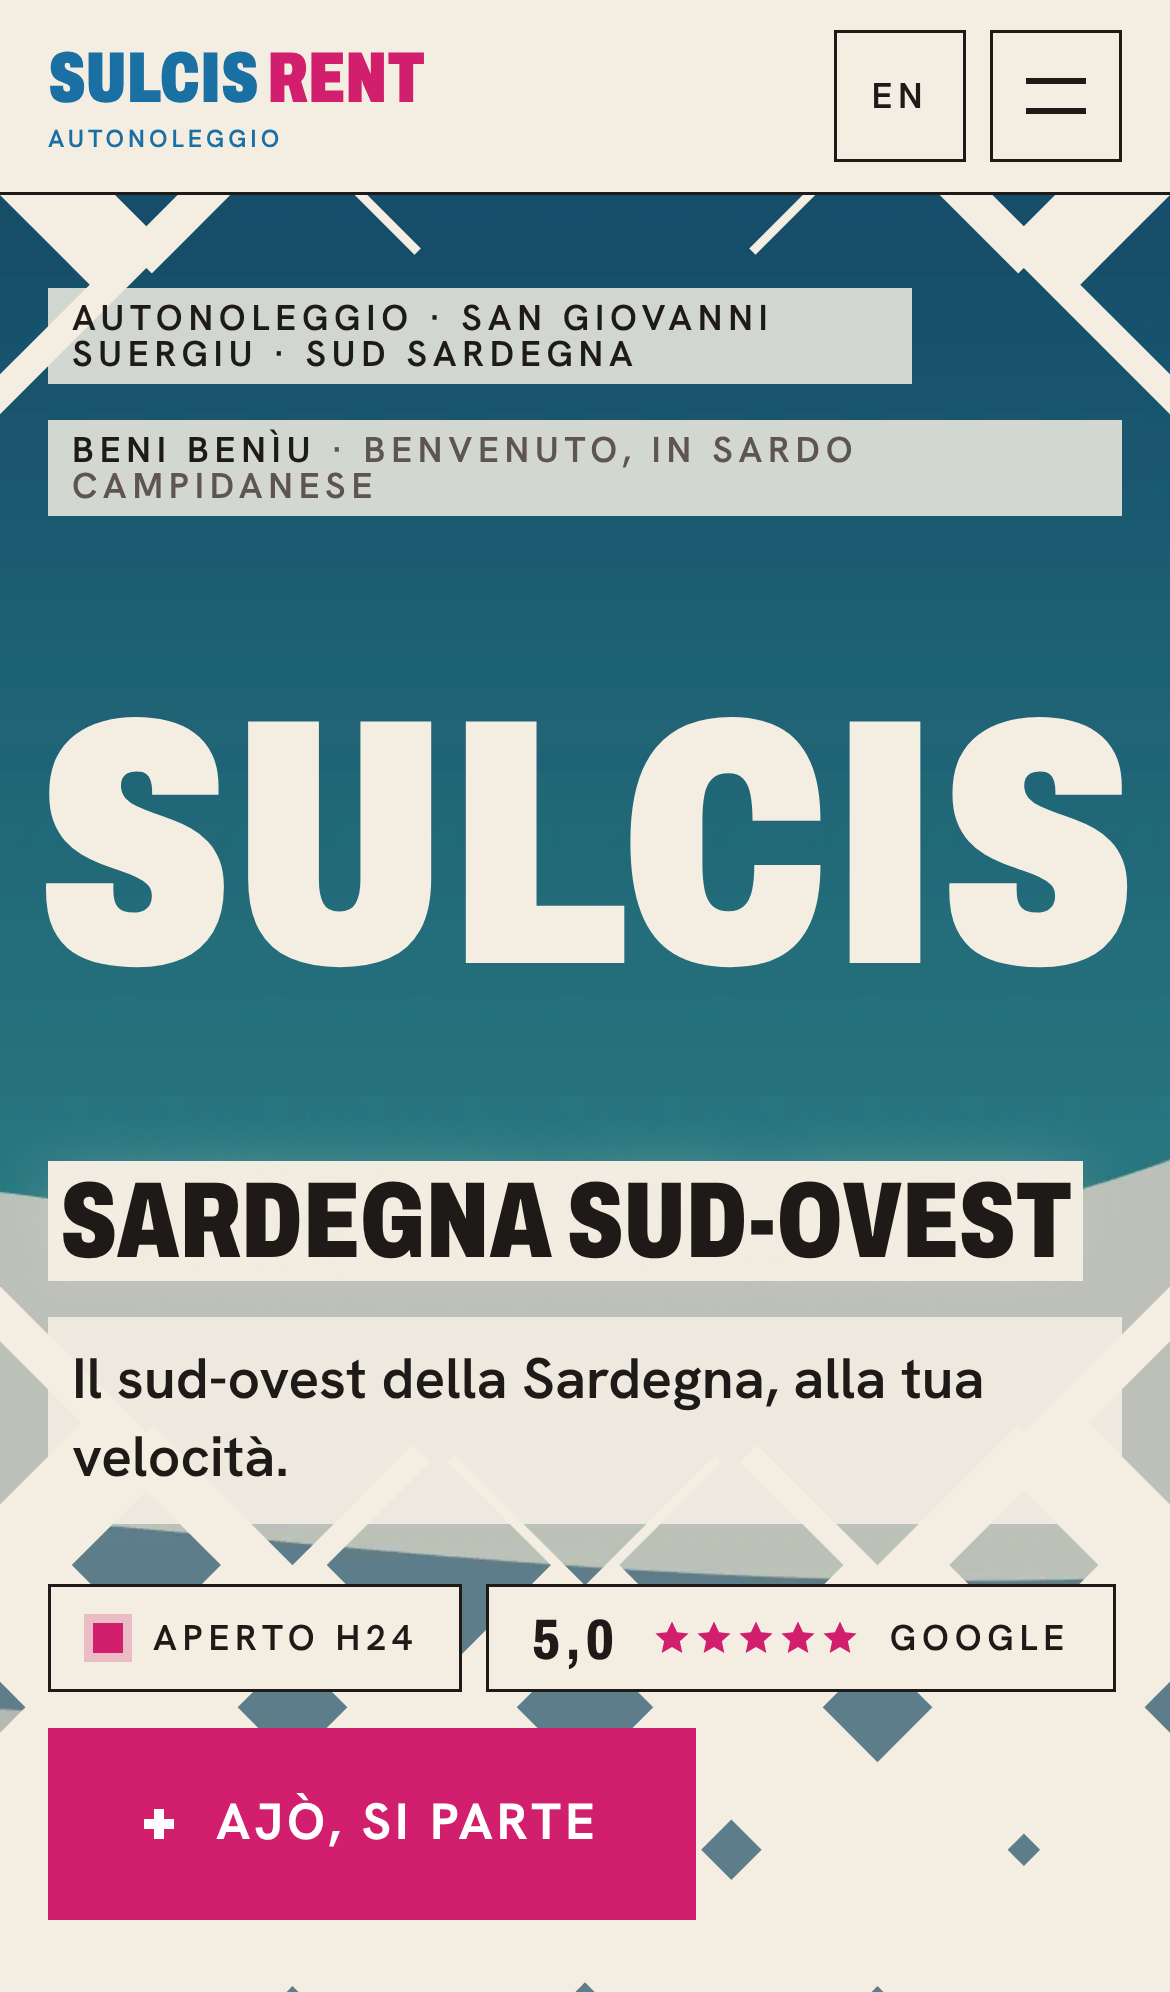 SULCIS RENT
AUTONOLEGGIO
EN
AUTONOLEGGIO · SAN GIOVANNI
SUERGIU · SUD SARDEGNA
BENI BENÌU · BENVENUTO, IN SARDO
CAMPIDANESE
SULCIS
SARDEGNA SUD-OVEST
Il sud-ovest della Sardegna, alla tua
velocità.
APERTO H24
5,0 ★★★★★ GOOGLE
+ AJÒ, SI PARTE